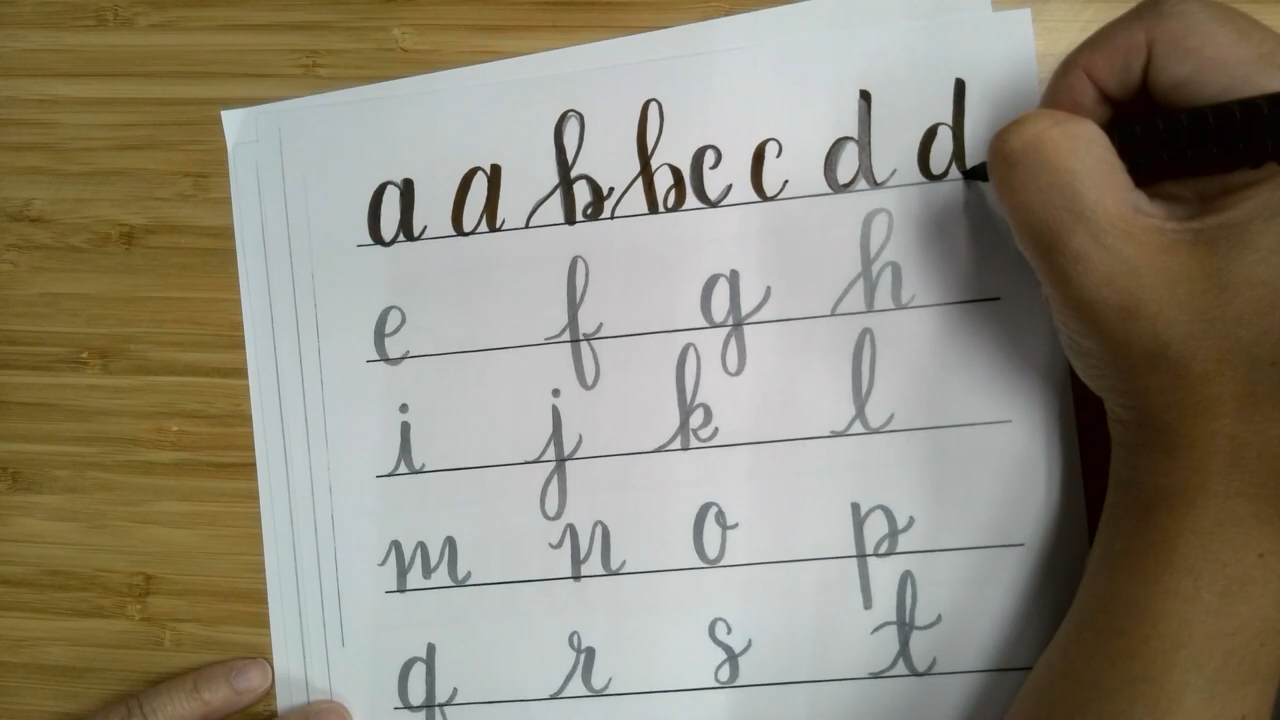 a a b b c c d d
e f g h
i j k l
m n o p
q r s t